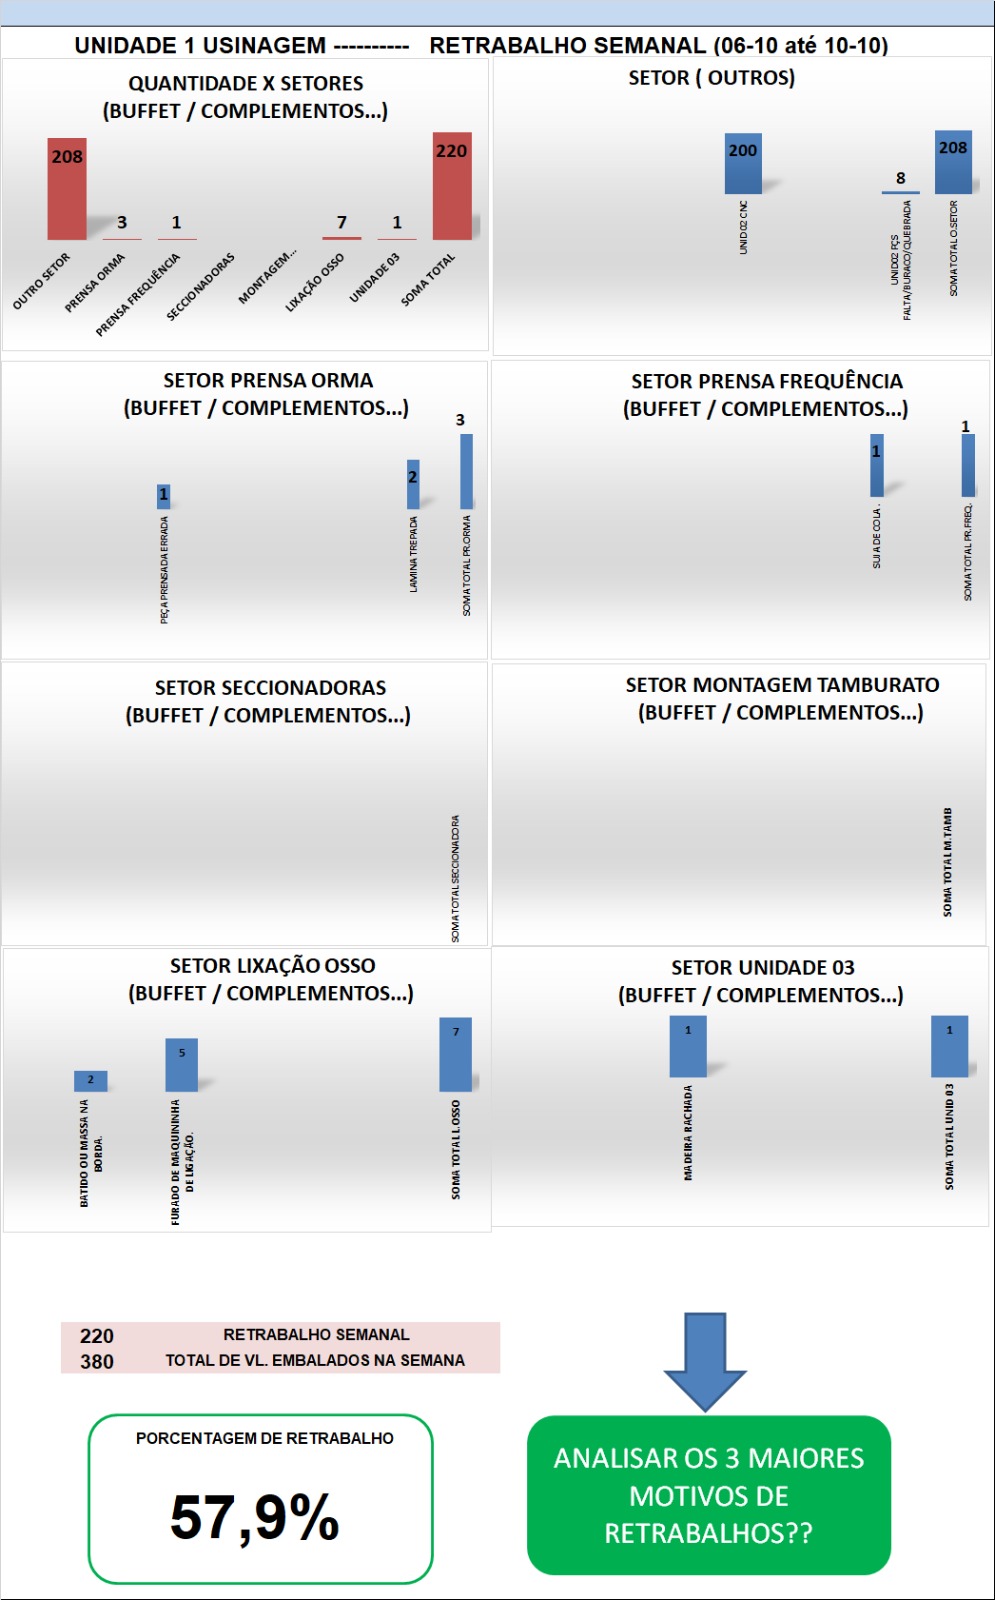 UNIDADE 1 USINAGEM ---------- RETRABALHO SEMANAL (06-10 até 10-10)
QUANTIDADE X SETORES
(BUFFET / COMPLEMENTOS...)
208
3
1
7
1
220
OUTRO SETOR
PRENSA ORMA
PRENSA FREQUÊNCIA
SECCIONADORAS
MONTAGEM...
LIXAÇÃO OSSO
UNIDADE 03
SOMA TOTAL
SETOR ( OUTROS)
200
8
208
UNID02 CNC
UNID02 PÇS
FALTA/BURACO/QUEBRADA
SOMA TOTAL O.SETOR
SETOR PRENSA ORMA
(BUFFET / COMPLEMENTOS...)
1
2
3
PEÇA PRENSADA ERRADA
LAMINA TREPADA
SOMA TOTAL PR.ORMA
SETOR PRENSA FREQUÊNCIA
(BUFFET / COMPLEMENTOS...)
1
1
SUJA DE COLA .
SOMA TOTAL PR.FREQ.
SETOR SECCIONADORAS
(BUFFET / COMPLEMENTOS...)
SOMA TOTAL SECCIONADORA
SETOR MONTAGEM TAMBURATO
(BUFFET / COMPLEMENTOS...)
SOMA TOTAL M.TAMB
SETOR LIXAÇÃO OSSO
(BUFFET / COMPLEMENTOS...)
2
5
7
BATIDO OU MASSA NA
BORDA.
FURADO DE MAQUININHA
DE LIGAÇÃO.
SOMA TOTAL L.OSSO
SETOR UNIDADE 03
(BUFFET / COMPLEMENTOS...)
1
1
MADEIRA RACHADA
SOMA TOTAL UNID 03
220 RETRABALHO SEMANAL
380 TOTAL DE VL. EMBALADOS NA SEMANA
PORCENTAGEM DE RETRABALHO
57,9%
ANALISAR OS 3 MAIORES
MOTIVOS DE
RETRABALHOS??